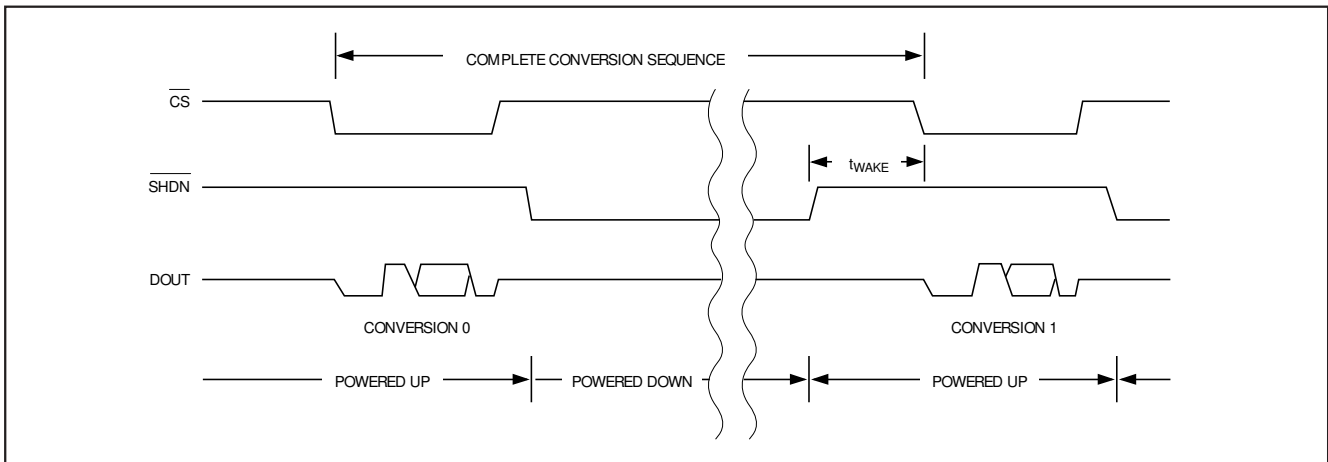 COMPLETE CONVERSION SEQUENCE
CS
tWAKE
SHDN
DOUT
CONVERSION 0
CONVERSION 1
POWERED UP
POWERED DOWN
POWERED UP